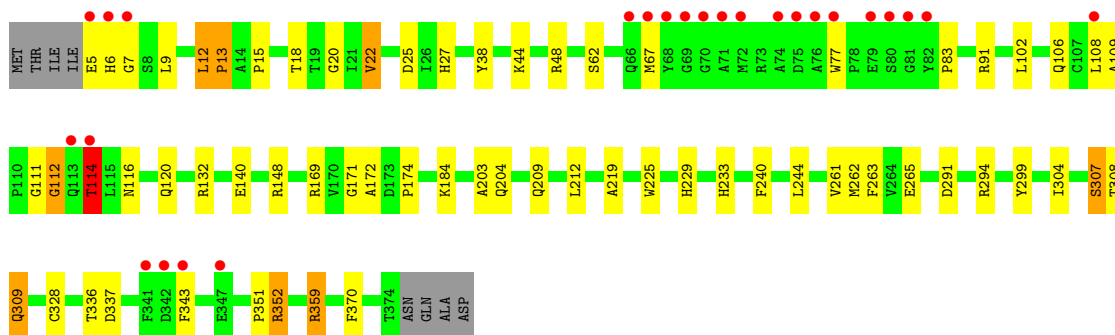 MET THR ILE ILE E5 H6 G7 S8 L9 L12 P13 A14 P15 T18 T19 G20 I21 V22 D25 I26 H27 Y38 K44 R48 S62 Q66 M67 Y68 G69 G70 A71 M72 R73 A74 D75 A76 W77 P78 E79 S80 G81 Y82 P83 R91 L102 Q106 C107 L108 A109
P110 G111 G112 Q113 T114 L115 N116 Q120 R132 E140 R148 R169 V170 G171 A172 D173 P174 K184 A203 Q204 Q209 L212 A219 W225 H229 H233 F240 L244 V261 M262 F263 V264 E265 D291 R294 Y299 I304 S307 T308
Q309 C328 T336 D337 F341 D342 F343 E347 P351 R352 R359 F370 T374 ASN GLN ALA ASP